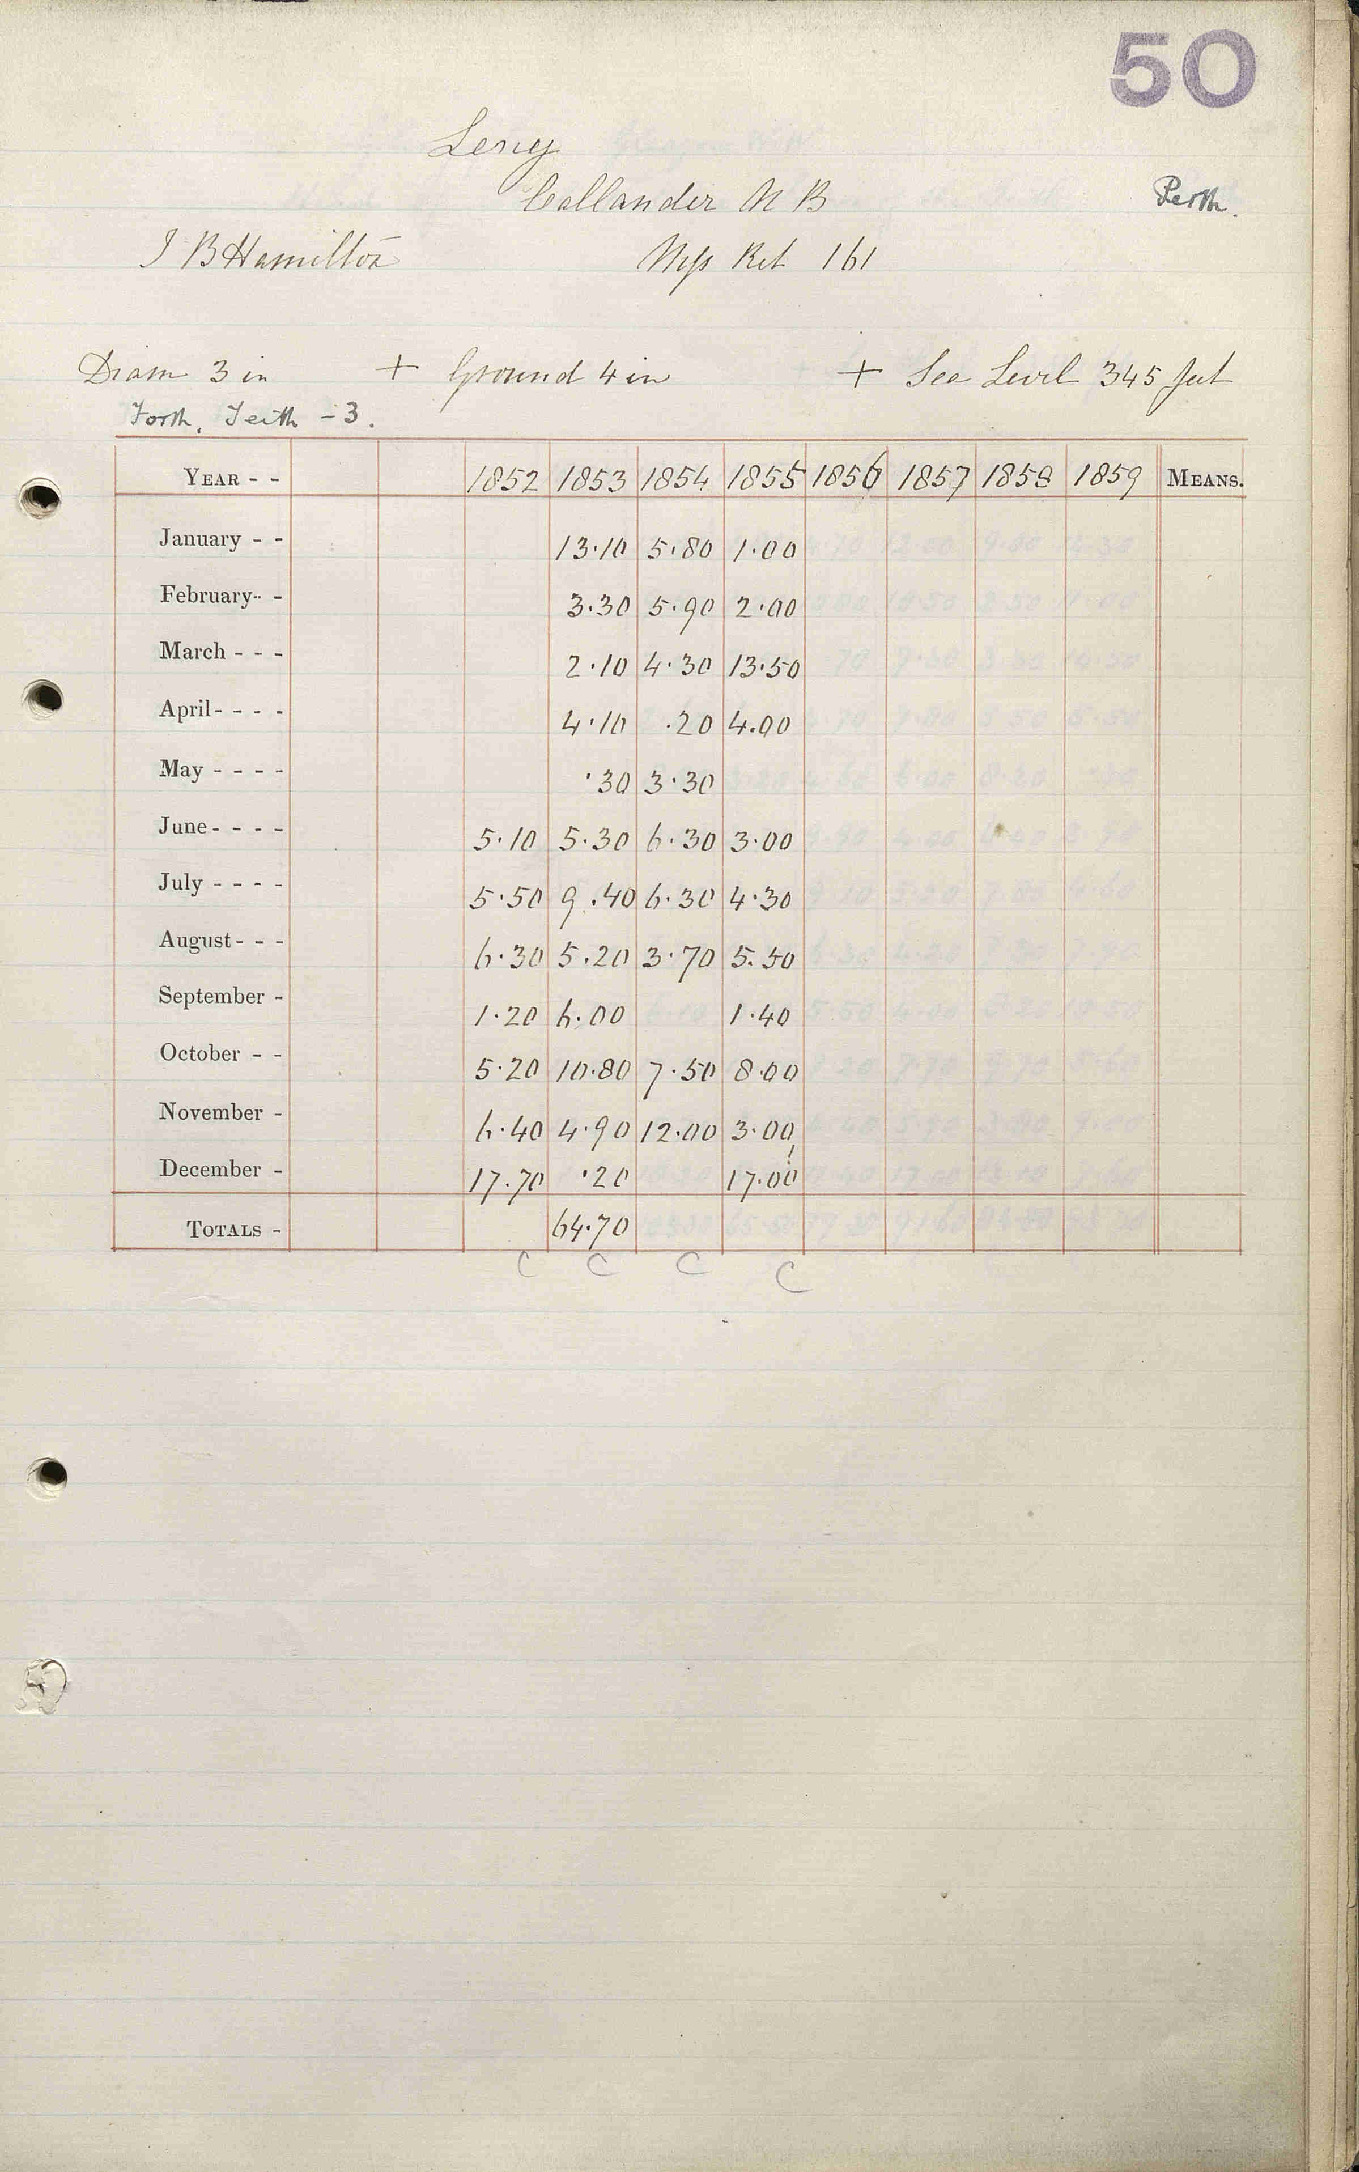 50
Leny
Callander N B
Perth.
J B Hamilton
Mss Ret 161
Diam 3 in + Ground 4 in + Sea Level 345 feet
Forth, Teith - 3.
YEAR - - 1852 1853 1854 1855 1856 1857 1858 1859 MEANS.
January - - 13.10 5.80 1.00
February - - 3.30 5.90 2.00
March - - - 2.10 4.30 13.50
April - - - - 4.10 .20 4.00
May - - - - .30 3.30
June - - - - 5.10 5.30 6.30 3.00
July - - - - 5.50 9.40 6.30 4.30
August - - - 6.30 5.20 3.70 5.50
September - 1.20 6.00 1.40
October - - 5.20 10.80 7.50 8.00
November - 6.40 4.90 12.00 3.00
December - 17.70 .20 17.00
TOTALS - 64.70
C C C C